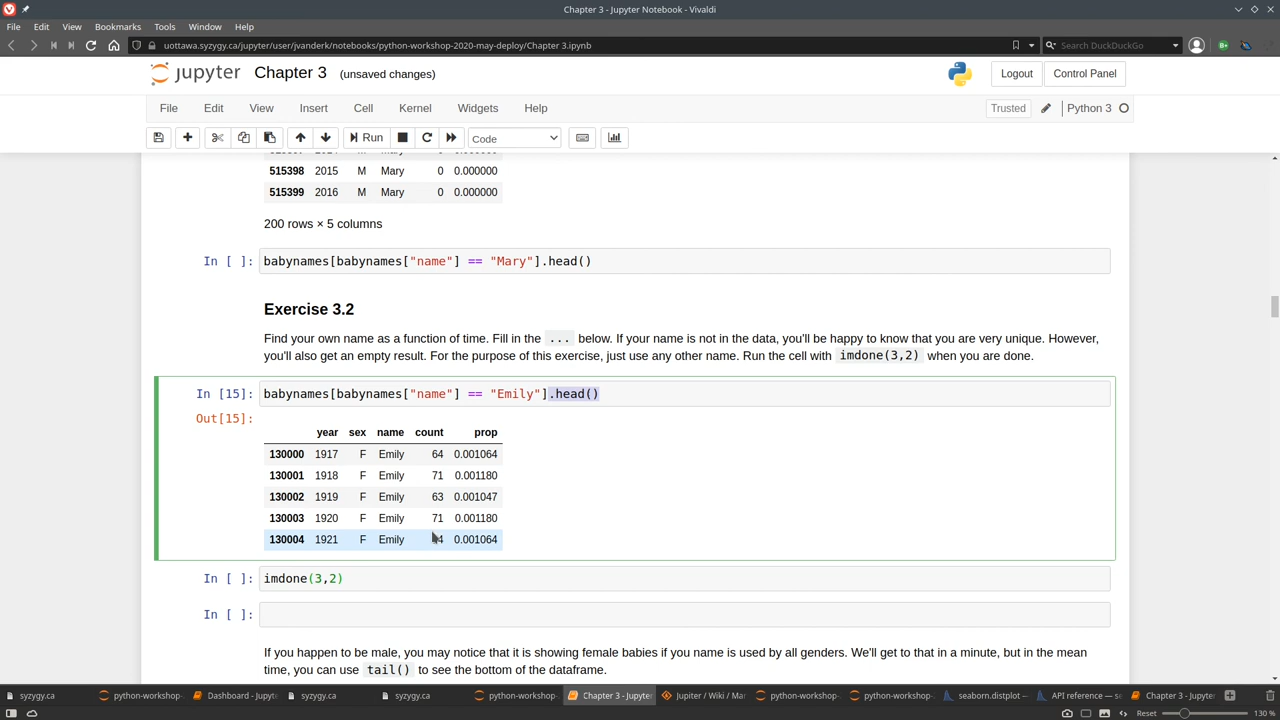 Chapter 3 - Jupyter Notebook - Vivaldi
File Edit View Bookmarks Tools Window Help
uottawa.syzygy.ca/jupyter/user/jvanderk/notebooks/python-workshop-2020-may-deploy/Chapter 3.ipynb
Search DuckDuckGo
jupyter Chapter 3 (unsaved changes)
Logout Control Panel
File Edit View Insert Cell Kernel Widgets Help
Trusted Python 3
Run Code
515398 2015 M Mary 0 0.000000
515399 2016 M Mary 0 0.000000
200 rows × 5 columns
In [ ]: babynames[babynames["name"] == "Mary"].head()
Exercise 3.2
Find your own name as a function of time. Fill in the ... below. If your name is not in the data, you'll be happy to know that you are very unique. However,
you'll also get an empty result. For the purpose of this exercise, just use any other name. Run the cell with imdone(3,2) when you are done.
In [15]: babynames[babynames["name"] == "Emily"].head()
Out[15]:
year sex name count prop
130000 1917 F Emily 64 0.001064
130001 1918 F Emily 71 0.001180
130002 1919 F Emily 63 0.001047
130003 1920 F Emily 71 0.001180
130004 1921 F Emily 0.001064
In [ ]: imdone(3,2)
In [ ]:
If you happen to be male, you may notice that it is showing female babies if you name is used by all genders. We'll get to that in a minute, but in the mean
time, you can use tail() to see the bottom of the dataframe.
syzygy.ca python-workshop- Dashboard - Jupyte syzygy.ca syzygy.ca python-workshop- Chapter 3 - Jupyte Jupiter / Wiki / Ma python-workshop- python-workshop- seaborn.distplot — API reference — se Chapter 3 - Jupyte
Reset 130 %